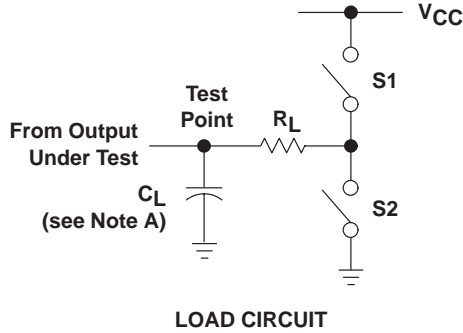 VCC
S1
Test
Point
RL
From Output
Under Test
CL
(see Note A)
S2
LOAD CIRCUIT